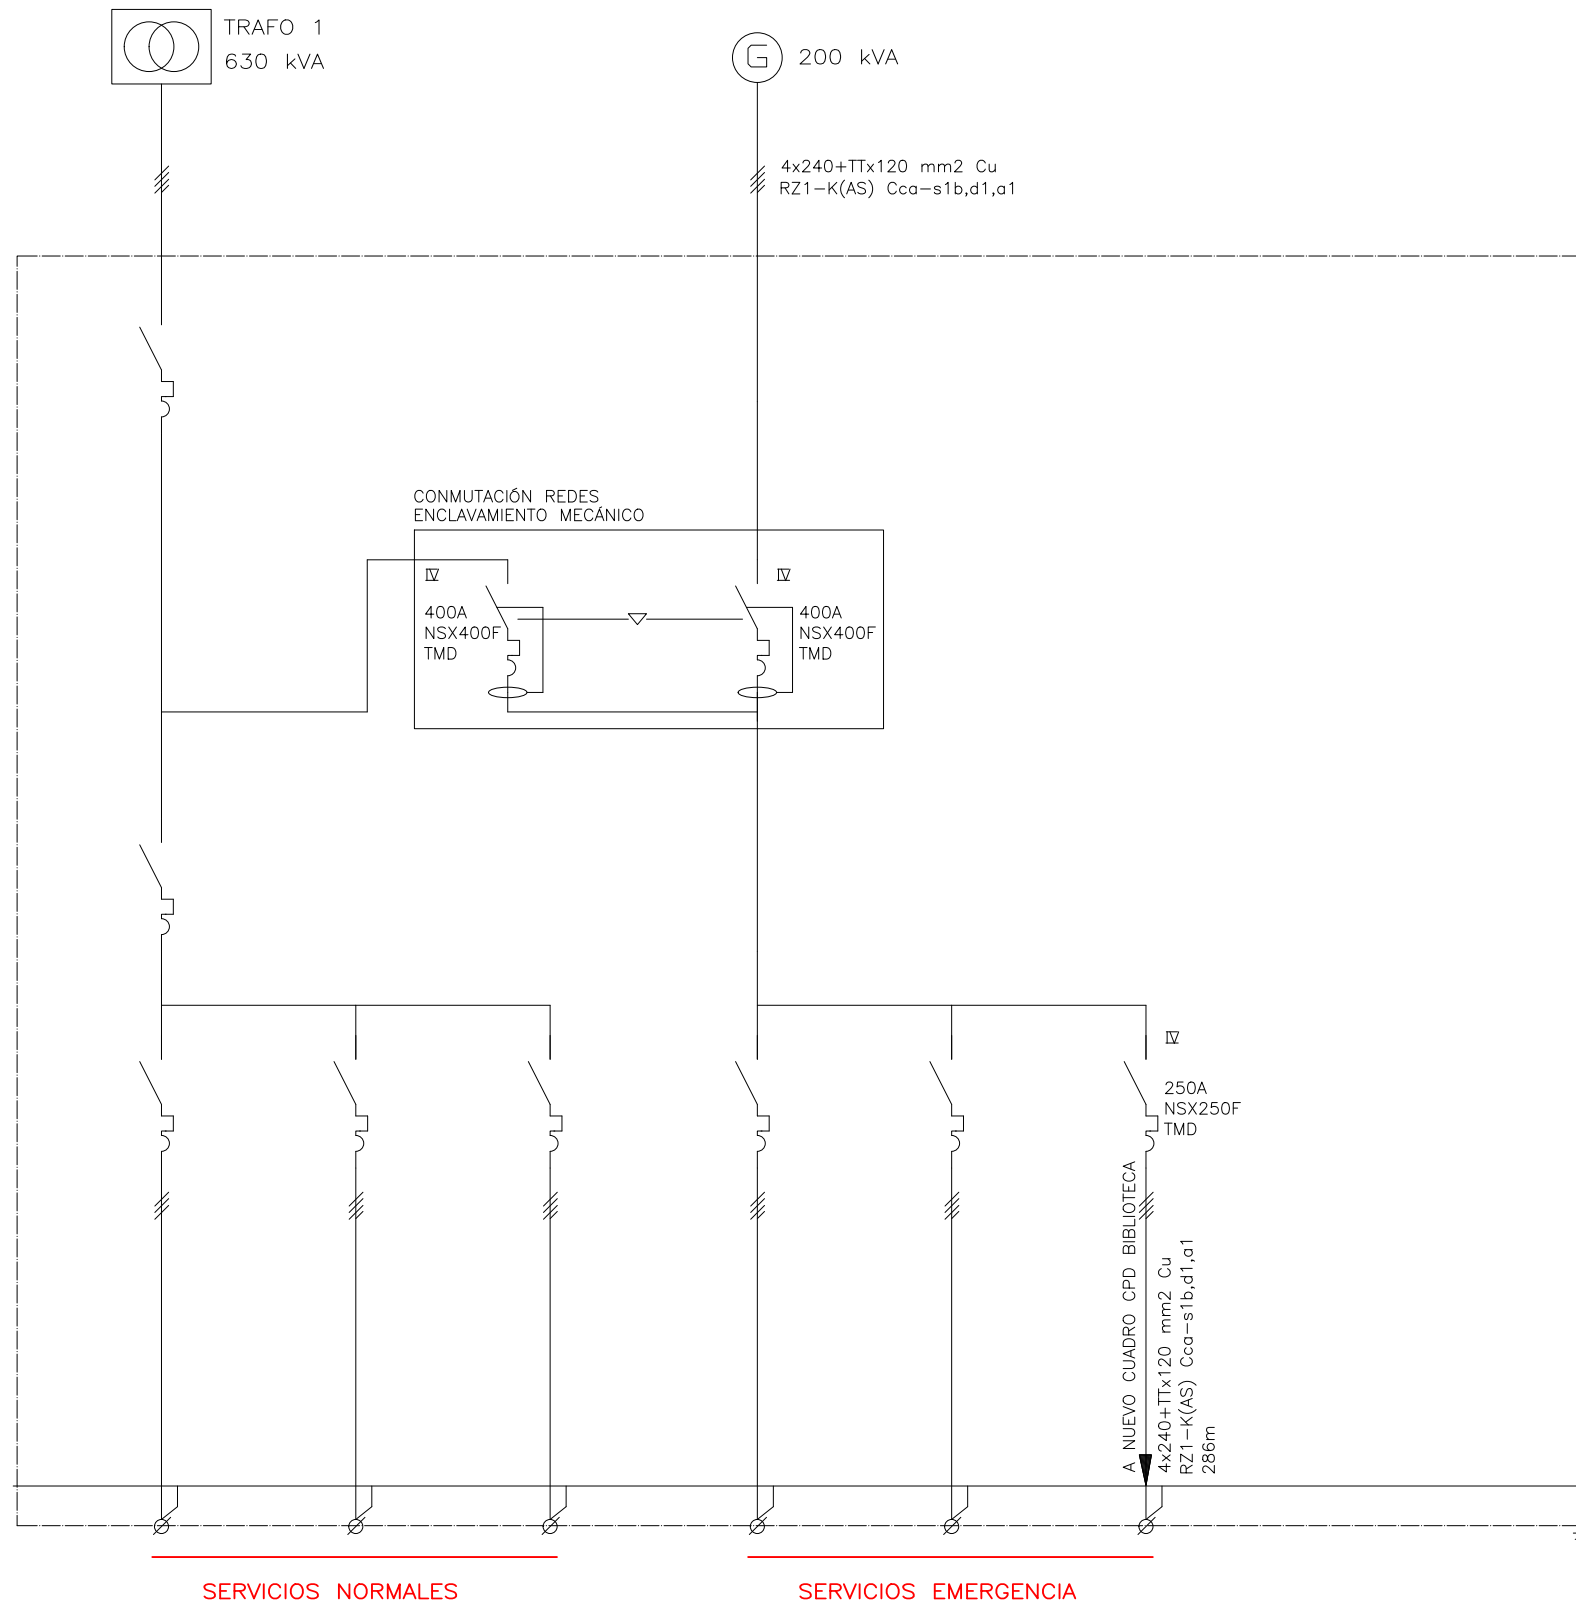 TRAFO 1
630 kVA
G
200 kVA
4x240+TTx120 mm2 Cu
RZ1-K(AS) Cca-s1b,d1,a1
CONMUTACIÓN REDES
ENCLAVAMIENTO MECÁNICO
IV
400A
NSX400F
TMD
IV
400A
NSX400F
TMD
IV
250A
NSX250F
TMD
A NUEVO CUADRO CPD BIBLIOTECA
4x240+TTx120 mm2 Cu
RZ1-K(AS) Cca-s1b,d1,a1
286m
SERVICIOS NORMALES
SERVICIOS EMERGENCIA